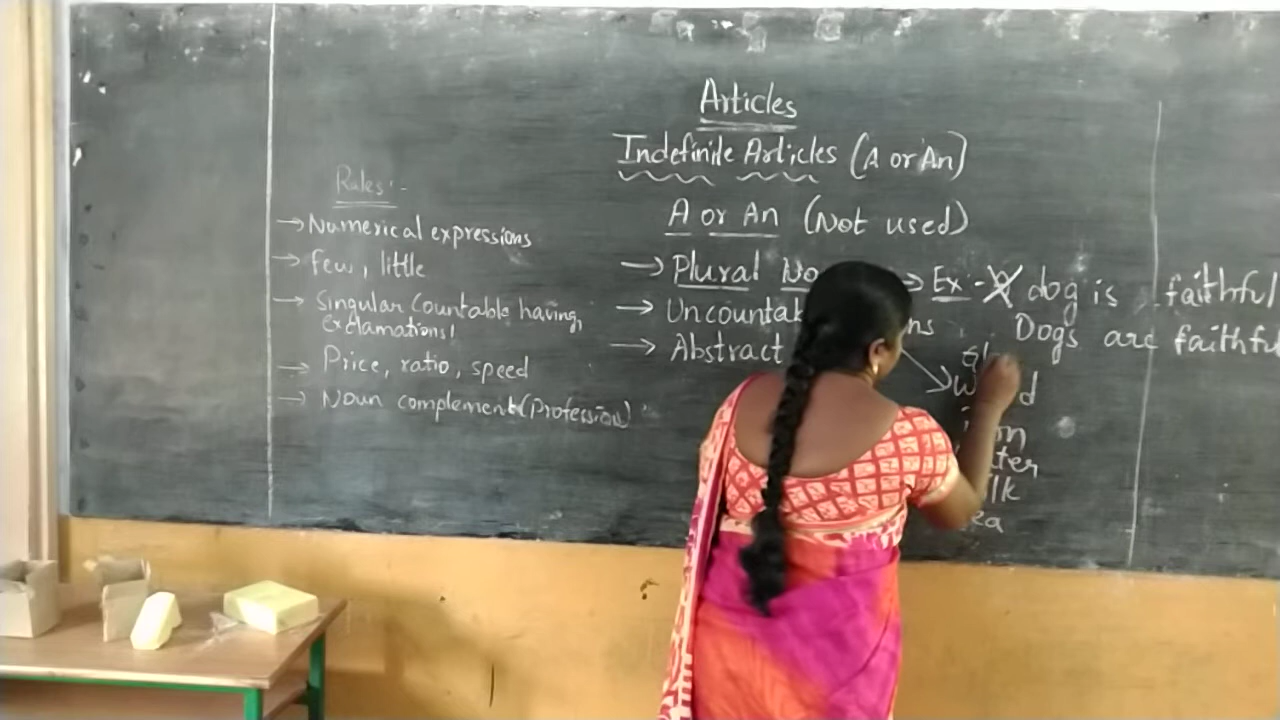 Articles
Indefinite Articles (A or An)
A or An (Not used)
Rules:-
→ Numerical expressions
→ few, little
→ Singular Countable having, exclamations!
→ Price, ratio, speed
→ Noun complement (Profession)
→ Plural → Ex - A dog is faithful
Dogs are
→
→ Abstract